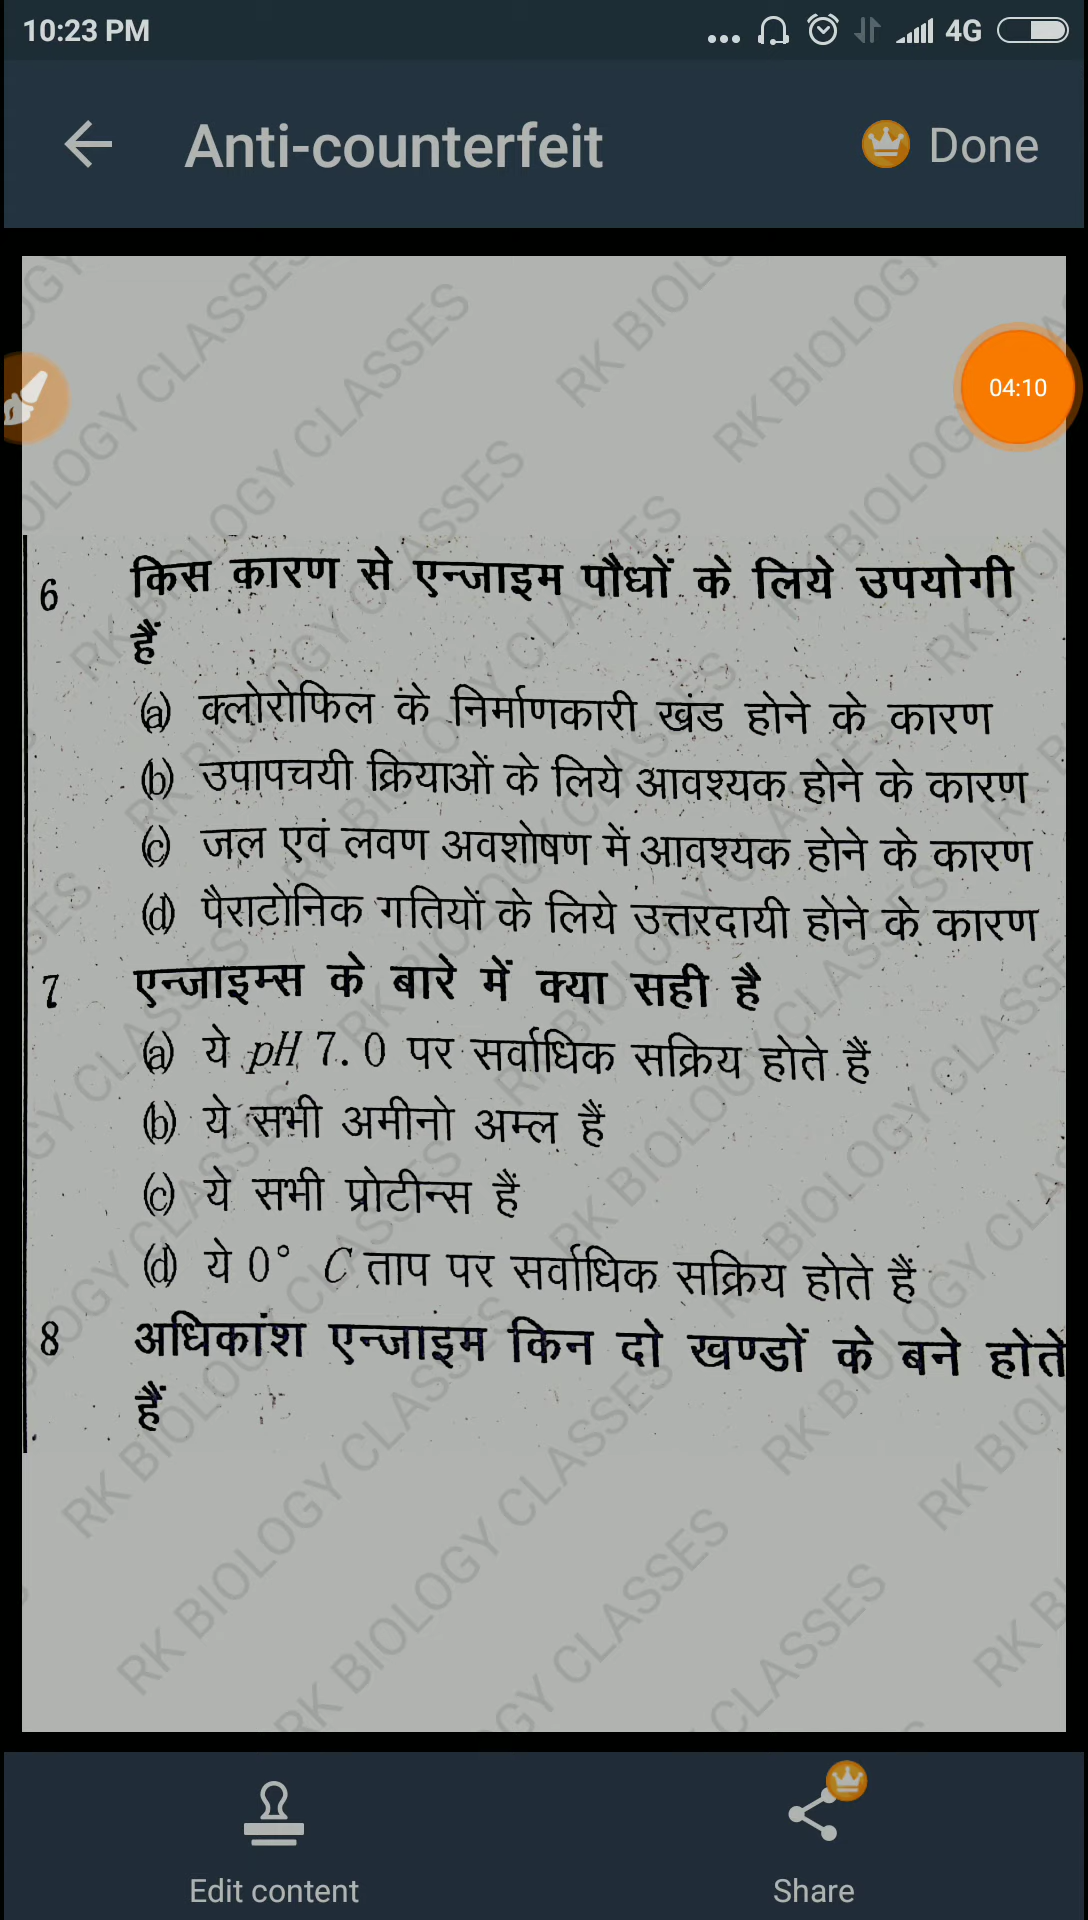 10:23 PM
4G
Anti-counterfeit
Done
04:10
6 किस कारण से एन्जाइम पौधों के लिये उपयोगी
हैं
(a) क्लोरोफिल के निर्माणकारी खंड होने के कारण
(b) उपापचयी क्रियाओं के लिये आवश्यक होने के कारण
(c) जल एवं लवण अवशोषण में आवश्यक होने के कारण
(d) पैराटोनिक गतियों के लिये उत्तरदायी होने के कारण
7 एन्जाइम्स के बारे में क्या सही है
(a) ये pH 7.0 पर सर्वाधिक सक्रिय होते हैं
(b) ये सभी अमीनो अम्ल हैं
(c) ये सभी प्रोटीन्स हैं
(d) ये 0° C ताप पर सर्वाधिक सक्रिय होते हैं
8 अधिकांश एन्जाइम किन दो खण्डों के बने होते
हैं
RK BIOLOGY CLASSES
Edit content
Share